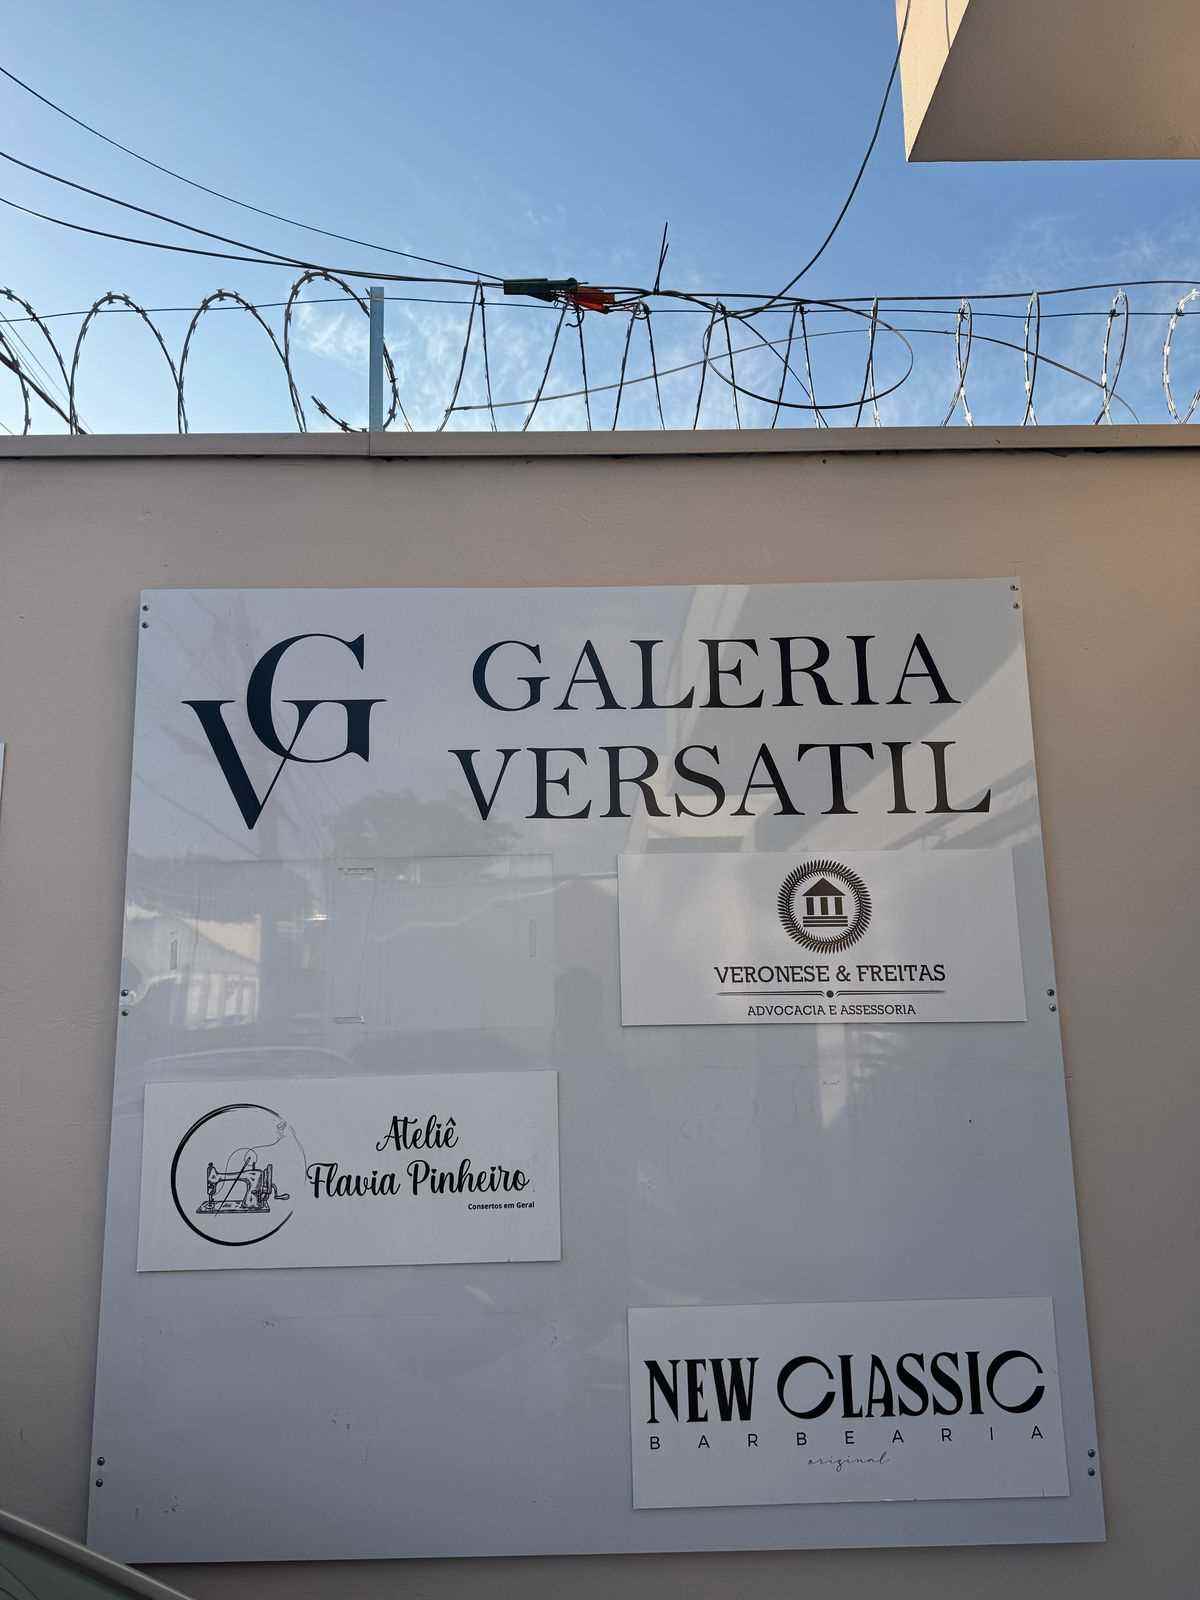 VG
GALERIA
VERSATIL
VERONESE & FREITAS
ADVOCACIA E ASSESSORIA
Ateliê
Flavia Pinheiro
Consertos em Geral
NEW CLASSIC
BARBEARIA
original